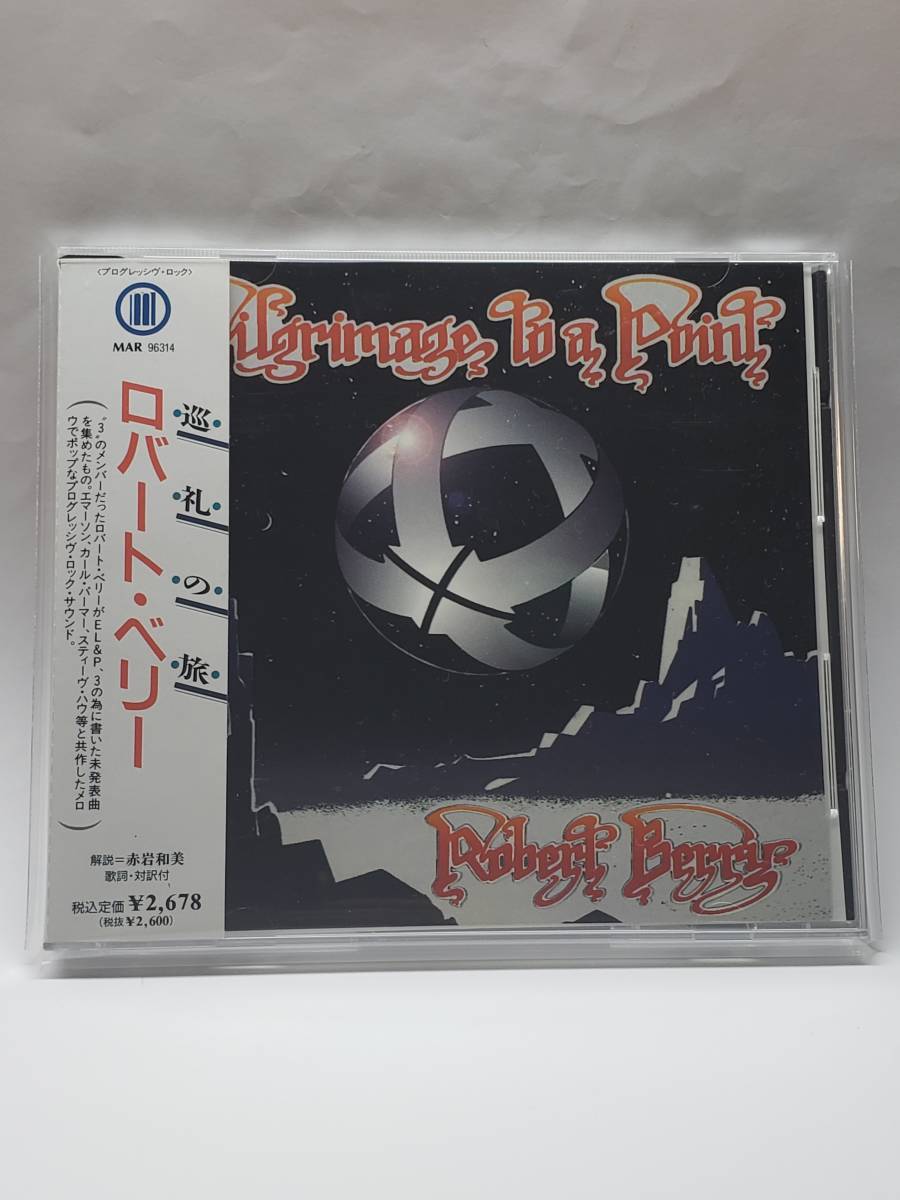 〈プログレッシヴ・ロック〉
MAR 96314
巡礼の旅
ロバート・ベリー
"3"のメンバーだったロバート・ベリーがEL&P、3の為に書いた未発表曲
を集めたもの。エマーソン、カール・パーマー、スティーヴ・ハウ等と共作したメロ
ウでポップなプログレッシヴ・ロック・サウンド。
解説=赤岩和美
歌詞・対訳付
税込定価¥2,678
(税抜¥2,600)
ilgrimage to a Point
Robert Berry